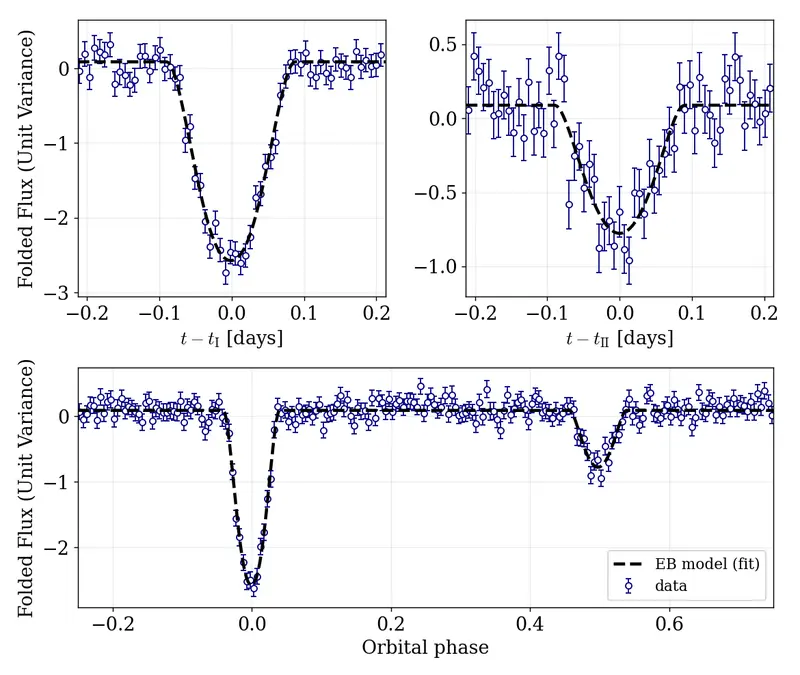 Folded Flux (Unit Variance)
0
−1
−2
−3
−0.2 −0.1 0.0 0.1 0.2
t − t_I [days]
0.5
0.0
−0.5
−1.0
−0.2 −0.1 0.0 0.1 0.2
t − t_II [days]
Folded Flux (Unit Variance)
0
−1
−2
−0.2 0.0 0.2 0.4 0.6
Orbital phase
EB model (fit)
data